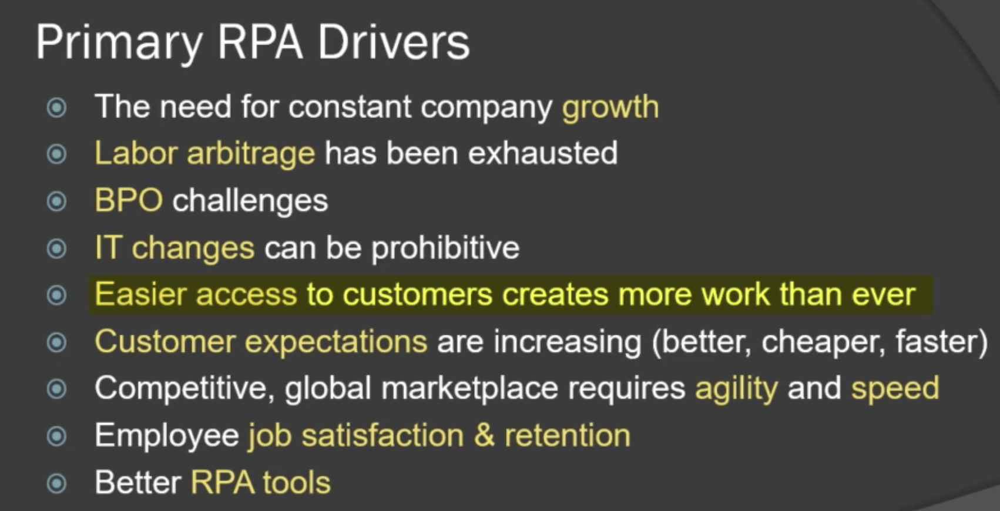 Primary RPA Drivers
The need for constant company growth
Labor arbitrage has been exhausted
BPO challenges
IT changes can be prohibitive
Easier access to customers creates more work than ever
Customer expectations are increasing (better, cheaper, faster)
Competitive, global marketplace requires agility and speed
Employee job satisfaction & retention
Better RPA tools